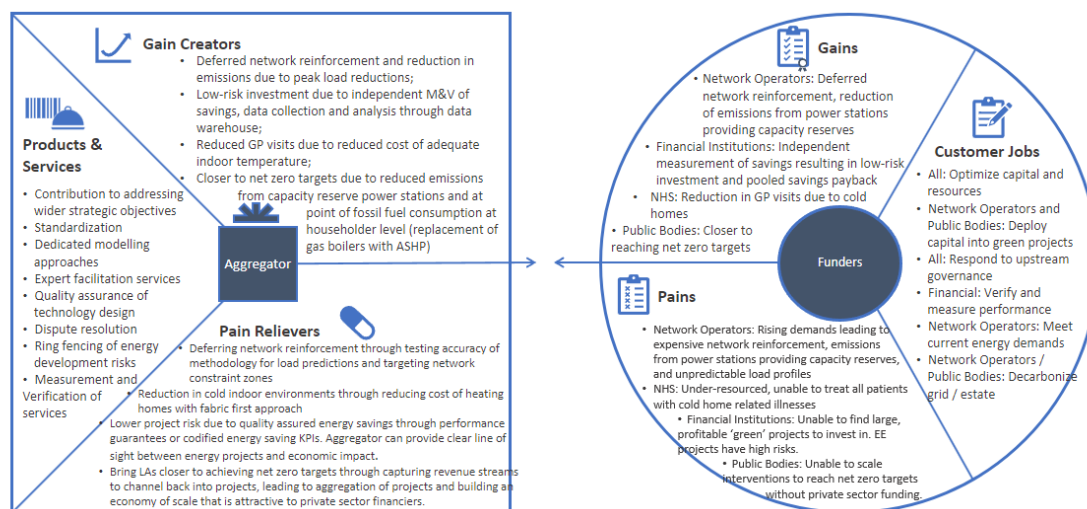 Gain Creators
• Deferred network reinforcement and reduction in
emissions due to peak load reductions;
• Low-risk investment due to independent M&V of
savings, data collection and analysis through data
warehouse;
• Reduced GP visits due to reduced cost of adequate
indoor temperature;
• Closer to net zero targets due to reduced emissions
from capacity reserve power stations and at
point of fossil fuel consumption at
householder level (replacement of
gas boilers with ASHP)
Products &
Services
• Contribution to addressing
wider strategic objectives
• Standardization
• Dedicated modelling
approaches
• Expert facilitation services
• Quality assurance of
technology design
• Dispute resolution
• Ring fencing of energy
development risks
• Measurement and
Verification of
services
Aggregator
Pain Relievers
• Deferring network reinforcement through testing accuracy of
methodology for load predictions and targeting network
constraint zones
• Reduction in cold indoor environments through reducing cost of heating
homes with fabric first approach
• Lower project risk due to quality assured energy savings through performance
guarantees or codified energy saving KPIs. Aggregator can provide clear line of
sight between energy projects and economic impact.
• Bring LAs closer to achieving net zero targets through capturing revenue streams
to channel back into projects, leading to aggregation of projects and building an
economy of scale that is attractive to private sector financiers.
Gains
• Network Operators: Deferred
network reinforcement, reduction
of emissions from power stations
providing capacity reserves
• Financial Institutions: Independent
measurement of savings resulting in low-risk
investment and pooled savings payback
• NHS: Reduction in GP visits due to cold
homes
• Public Bodies: Closer to
reaching net zero targets
Funders
Pains
• Network Operators: Rising demands leading to
expensive network reinforcement, emissions
from power stations providing capacity reserves,
and unpredictable load profiles
• NHS: Under-resourced, unable to treat all patients
with cold home related illnesses
• Financial Institutions: Unable to find large,
profitable ‘green’ projects to invest in. EE
projects have high risks.
• Public Bodies: Unable to scale
interventions to reach net zero targets
without private sector funding.
Customer Jobs
• All: Optimize capital and
resources
• Network Operators and
Public Bodies: Deploy
capital into green projects
• All: Respond to upstream
governance
• Financial: Verify and
measure performance
• Network Operators: Meet
current energy demands
• Network Operators /
Public Bodies: Decarbonize
grid / estate